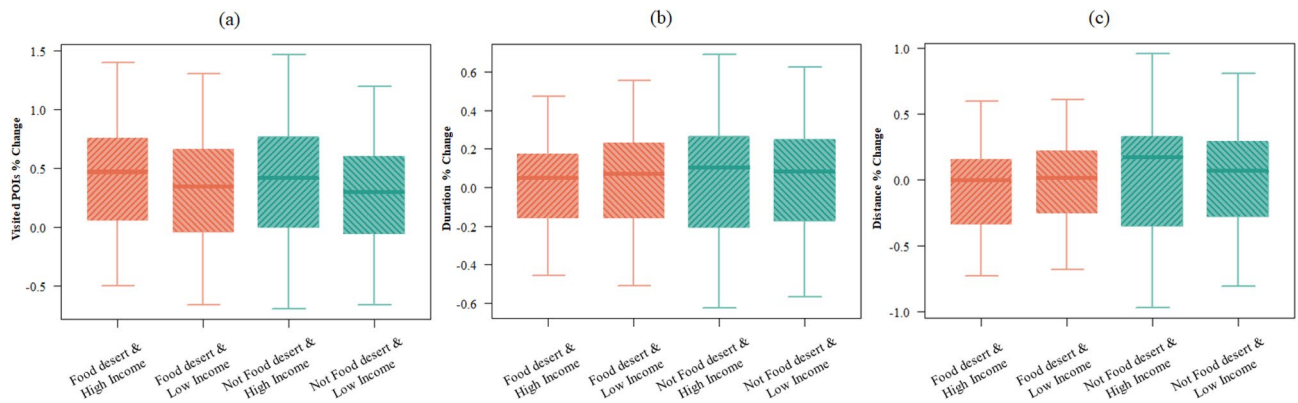 (a)
Visited POIs % Change
1.5
1.0
0.5
0.0
-0.5
Food desert &
High Income
Food desert &
Low Income
Not Food desert &
High Income
Not Food desert &
Low Income
(b)
Duration % Change
0.6
0.4
0.2
0.0
-0.2
-0.4
-0.6
Food desert &
High Income
Food desert &
Low Income
Not Food desert &
High Income
Not Food desert &
Low Income
(c)
Distance % Change
1.0
0.5
0.0
-0.5
-1.0
Food desert &
High Income
Food desert &
Low Income
Not Food desert &
High Income
Not Food desert &
Low Income